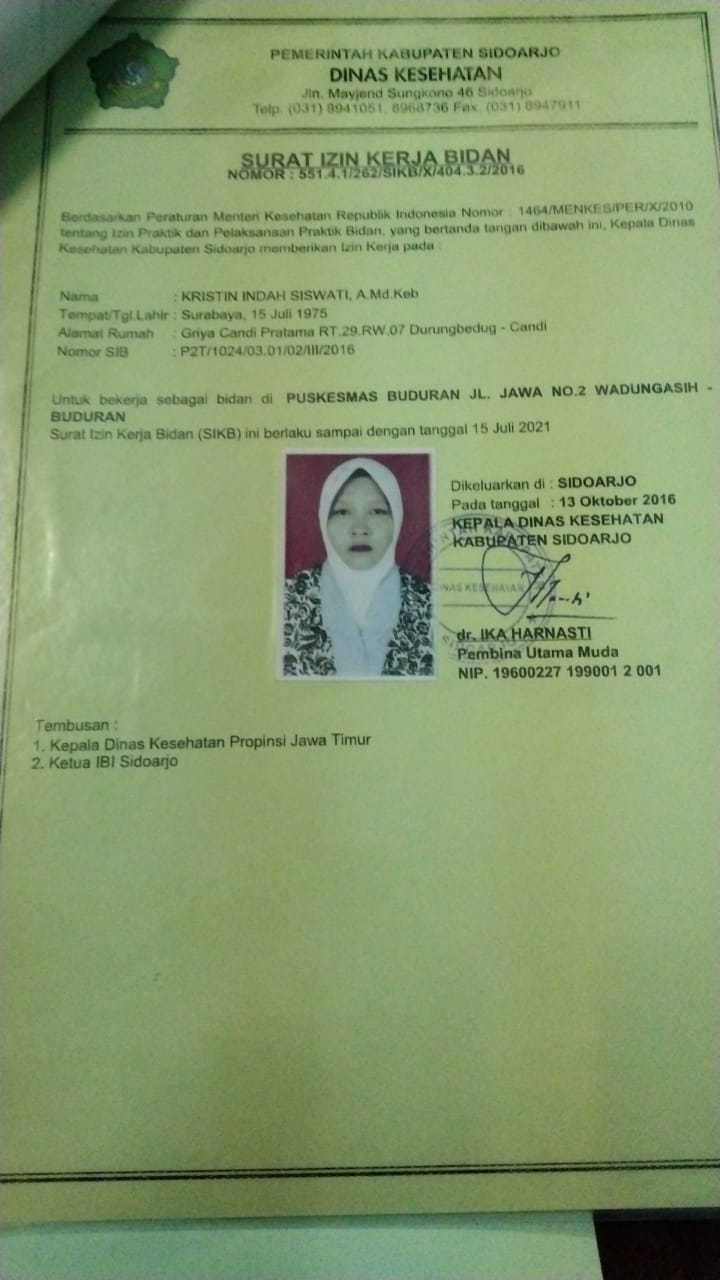 PEMERINTAH KABUPATEN SIDOARJO
DINAS KESEHATAN
Jln. Mayjend Sungkono 46 Sidoarjo
Telp. (031) 8941051, 8968736 Fax. (031) 8947911
SURAT IZIN KERJA BIDAN
NOMOR : 551.4.1/262/SIKB/X/404.3.2/2016
Berdasarkan Peraturan Menteri Kesehatan Republik Indonesia Nomor : 1464/MENKES/PER/X/2010
tentang Izin Praktik dan Pelaksanaan Praktik Bidan, yang bertanda tangan dibawah ini, Kepala Dinas
Kesehatan Kabupaten Sidoarjo memberikan Izin Kerja pada :
Nama : KRISTIN INDAH SISWATI, A.Md.Keb
Tempat/Tgl.Lahir : Surabaya, 15 Juli 1975
Alamat Rumah : Griya Candi Pratama RT.29.RW.07 Durungbedug - Candi
Nomor SIB : P2T/1024/03.01/02/III/2016
Untuk bekerja sebagai bidan di PUSKESMAS BUDURAN JL. JAWA NO.2 WADUNGASIH -
BUDURAN
Surat Izin Kerja Bidan (SIKB) ini berlaku sampai dengan tanggal 15 Juli 2021
Dikeluarkan di : SIDOARJO
Pada tanggal : 13 Oktober 2016
KEPALA DINAS KESEHATAN
KABUPATEN SIDOARJO
DINAS KESEHATAN
dr. IKA HARNASTI
Pembina Utama Muda
NIP. 19600227 199001 2 001
Tembusan :
1. Kepala Dinas Kesehatan Propinsi Jawa Timur
2. Ketua IBI Sidoarjo